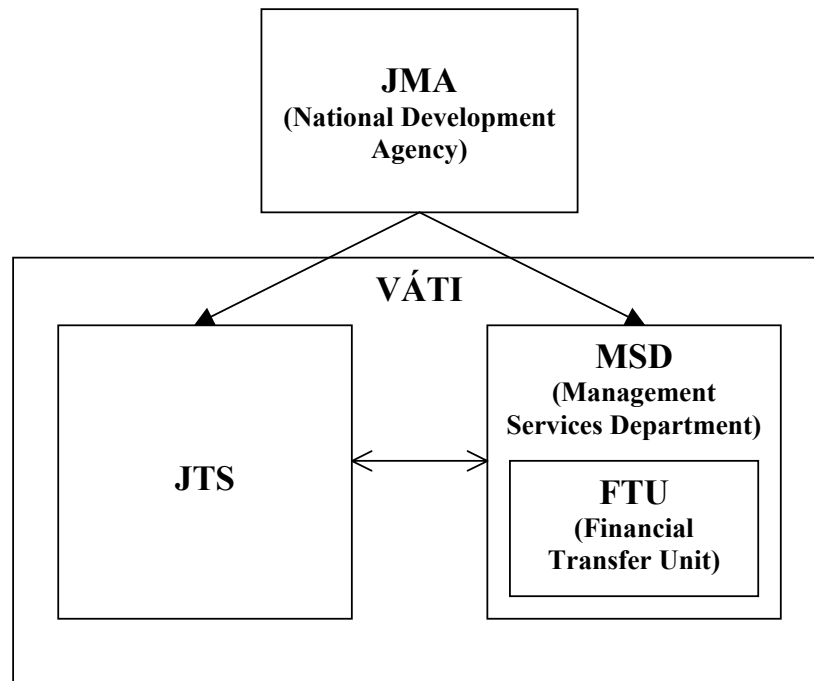 JMA
(National Development
Agency)
VÁTI
MSD
(Management
Services Department)
JTS
FTU
(Financial
Transfer Unit)